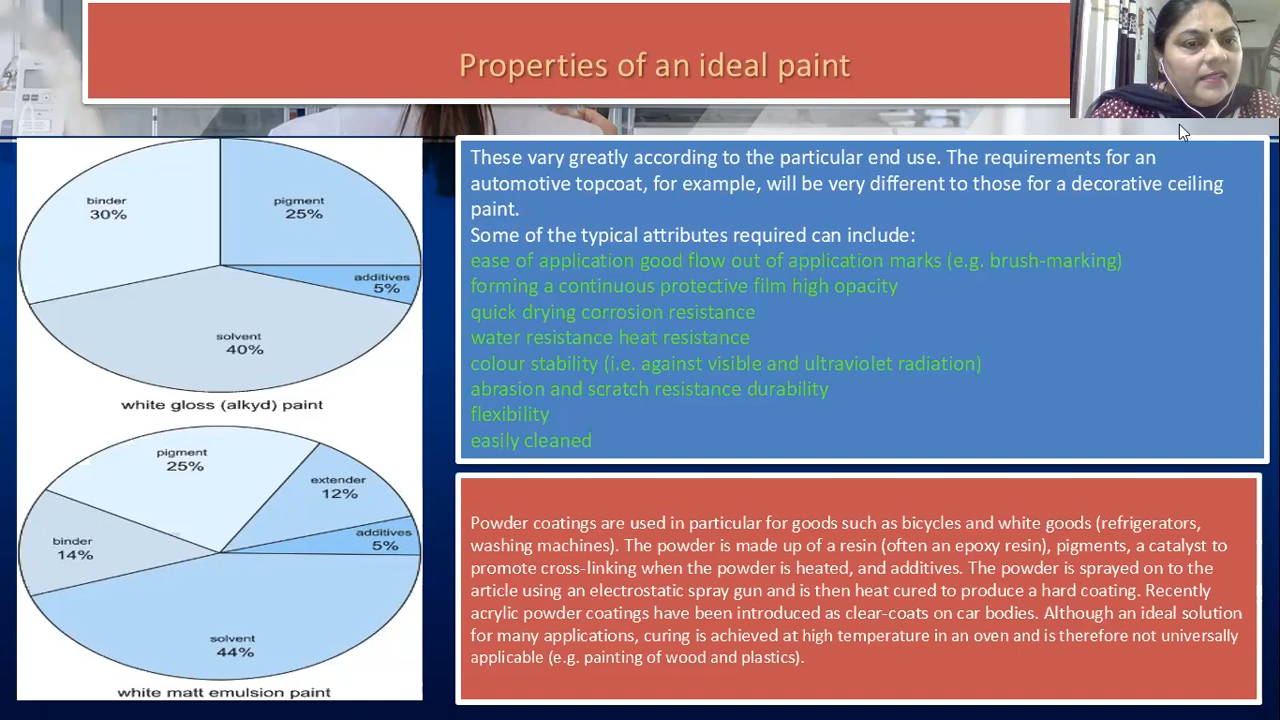 Properties of an ideal paint
binder
30%
pigment
25%
additives
5%
solvent
40%
white gloss (alkyd) paint
pigment
25%
extender
12%
additives
5%
binder
14%
solvent
44%
white matt emulsion paint
These vary greatly according to the particular end use. The requirements for an
automotive topcoat, for example, will be very different to those for a decorative ceiling
paint.
Some of the typical attributes required can include:
ease of application good flow out of application marks (e.g. brush-marking)
forming a continuous protective film high opacity
quick drying corrosion resistance
water resistance heat resistance
colour stability (i.e. against visible and ultraviolet radiation)
abrasion and scratch resistance durability
flexibility
easily cleaned
Powder coatings are used in particular for goods such as bicycles and white goods (refrigerators,
washing machines). The powder is made up of a resin (often an epoxy resin), pigments, a catalyst to
promote cross-linking when the powder is heated, and additives. The powder is sprayed on to the
article using an electrostatic spray gun and is then heat cured to produce a hard coating. Recently
acrylic powder coatings have been introduced as clear-coats on car bodies. Although an ideal solution
for many applications, curing is achieved at high temperature in an oven and is therefore not universally
applicable (e.g. painting of wood and plastics).